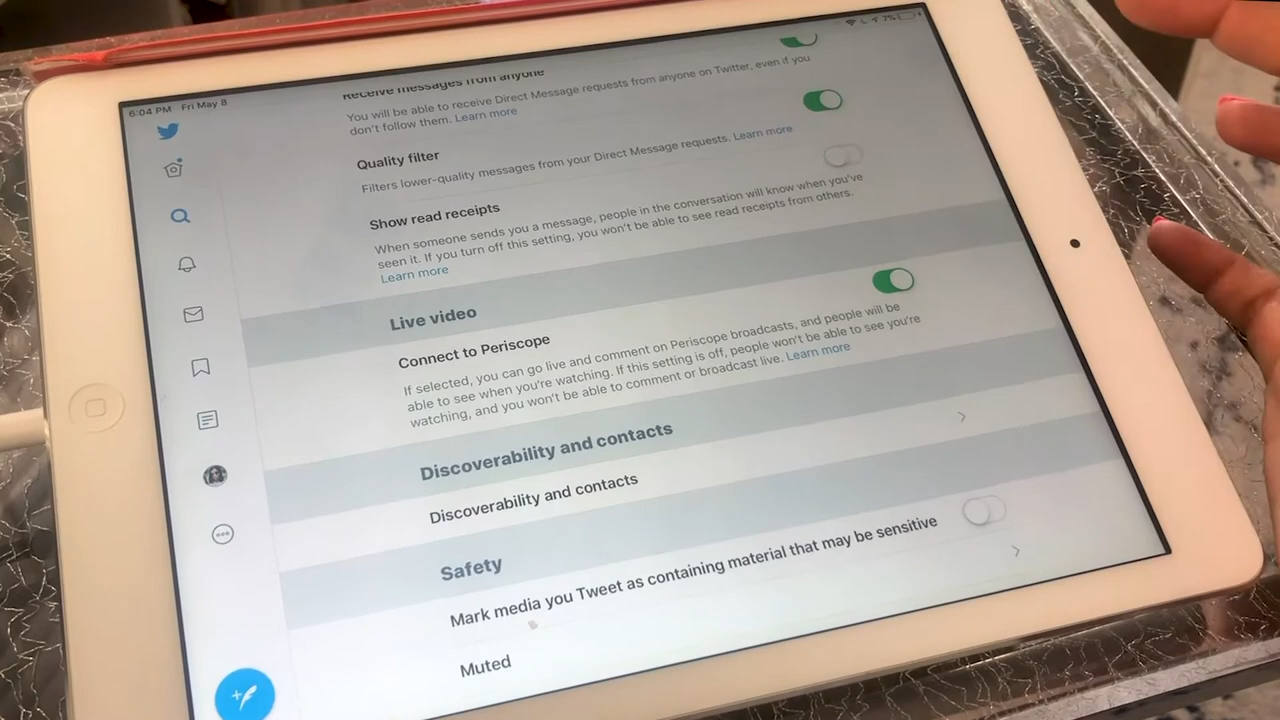 6:04 PM Fri May 8
7%
Receive messages from anyone
You will be able to receive Direct Message requests from anyone on Twitter, even if you
don't follow them. Learn more
Quality filter
Filters lower-quality messages from your Direct Message requests. Learn more
Show read receipts
When someone sends you a message, people in the conversation will know when you've
seen it. If you turn off this setting, you won't be able to see read receipts from others.
Learn more
Live video
Connect to Periscope
If selected, you can go live and comment on Periscope broadcasts, and people will be
able to see when you're watching. If this setting is off, people won't be able to see you're
watching, and you won't be able to comment or broadcast live. Learn more
Discoverability and contacts
Discoverability and contacts
Safety
Mark media you Tweet as containing material that may be sensitive
Muted